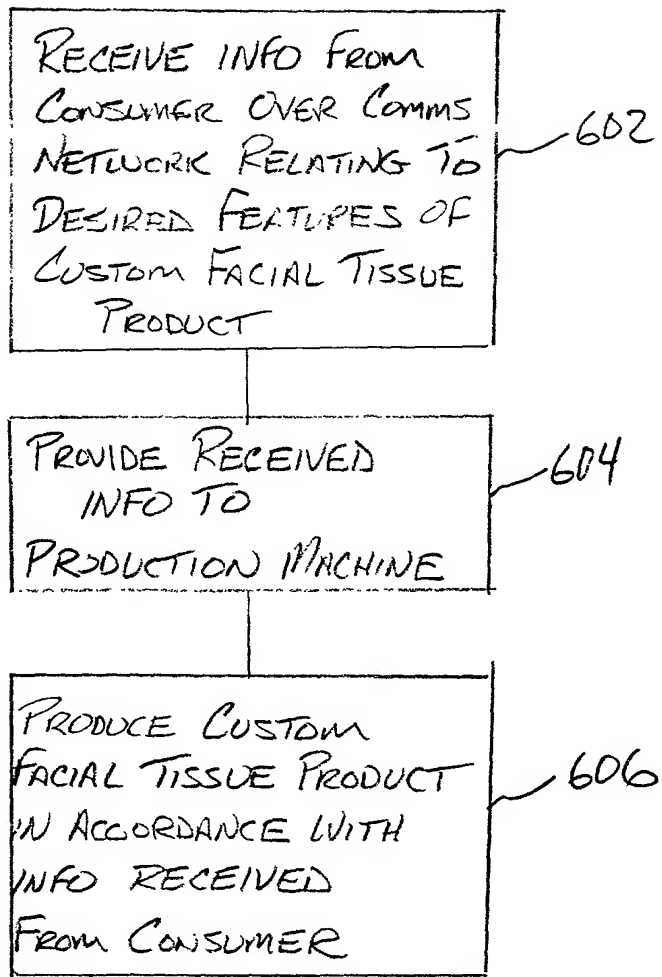 RECEIVE INFO FROM
CONSUMER OVER COMMS
NETWORK RELATING TO
DESIRED FEATURES OF
CUSTOM FACIAL TISSUE
PRODUCT
602
PROVIDE RECEIVED
INFO TO
PRODUCTION MACHINE
604
PRODUCE CUSTOM
FACIAL TISSUE PRODUCT
IN ACCORDANCE WITH
INFO RECEIVED
FROM CONSUMER
606